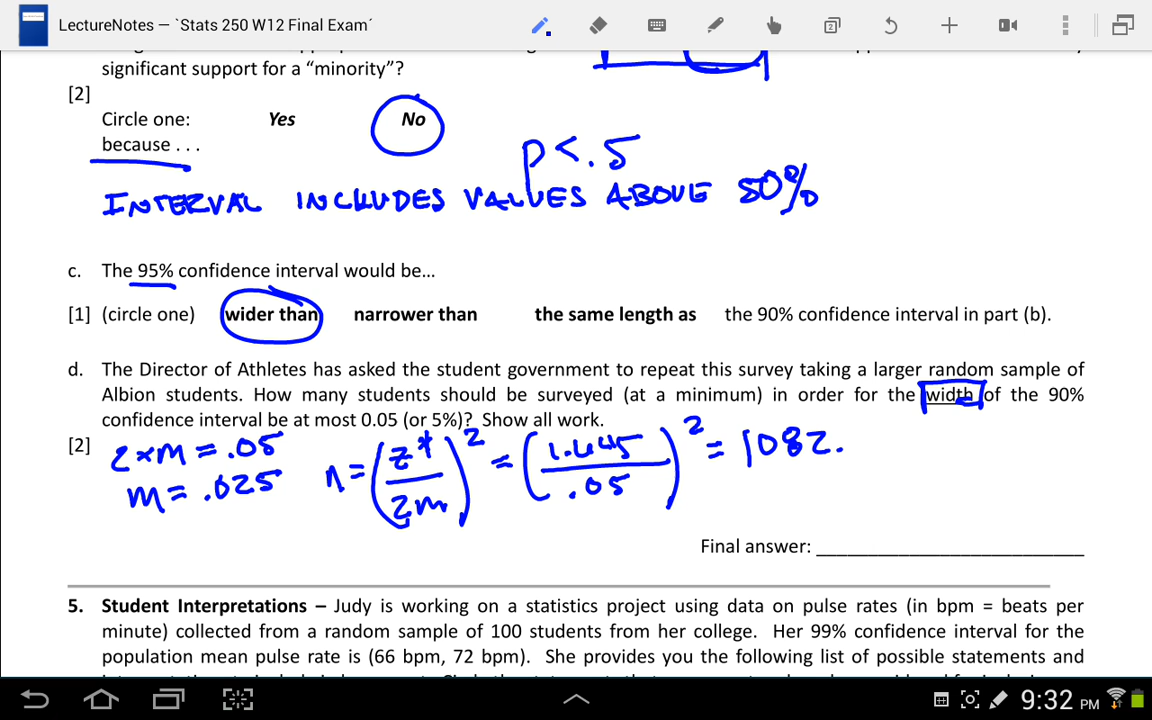 LectureNotes – `Stats 250 W12 Final Exam´
significant support for a “minority”?
[2]
Circle one: Yes No
because . . .
p < .5
INTERVAL INCLUDES VALUES ABOVE 50%
c. The 95% confidence interval would be…
[1] (circle one) wider than narrower than the same length as the 90% confidence interval in part (b).
d. The Director of Athletes has asked the student government to repeat this survey taking a larger random sample of
Albion students. How many students should be surveyed (at a minimum) in order for the width of the 90%
confidence interval be at most 0.05 (or 5%)? Show all work.
[2]
2×m = .05
m = .025
n = (z*/2m)² = (1.645/.05)² = 1082.
Final answer: ___________________________
5. Student Interpretations – Judy is working on a statistics project using data on pulse rates (in bpm = beats per
minute) collected from a random sample of 100 students from her college. Her 99% confidence interval for the
population mean pulse rate is (66 bpm, 72 bpm). She provides you the following list of possible statements and
9:32 PM